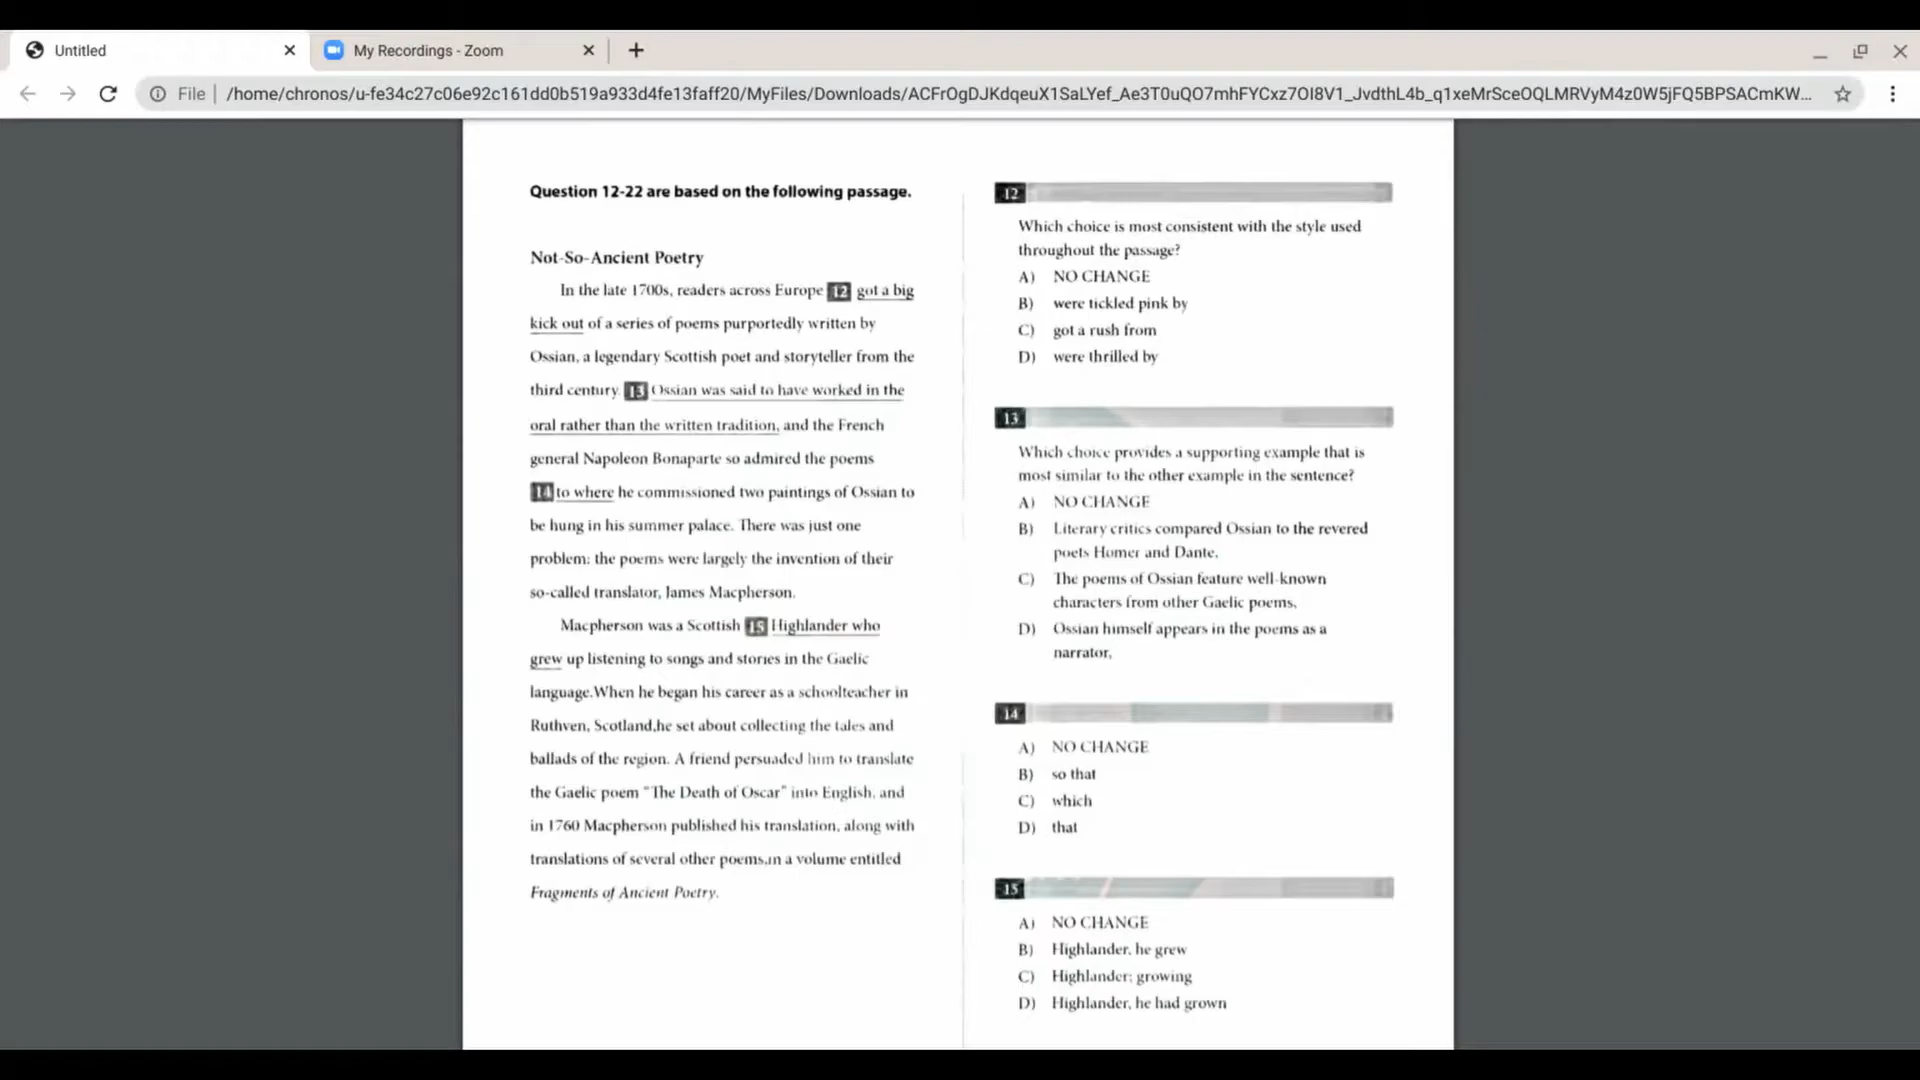 Untitled
My Recordings - Zoom
File
/home/chronos/u-fe34c27c06e92c161dd0b519a933d4fe13faff20/MyFiles/Downloads/ACFrOgDJKdqeuX1SaLYef_Ae3T0uQO7mhFYCxz7OI8V1_JvdthL4b_q1xeMrSceOQLMRVyM4z0W5jFQ5BPSACmKW...
Question 12-22 are based on the following passage.
Not-So-Ancient Poetry
In the late 1700s, readers across Europe 12 got a big
kick out of a series of poems purportedly written by
Ossian, a legendary Scottish poet and storyteller from the
third century. 13 Ossian was said to have worked in the
oral rather than the written tradition, and the French
general Napoleon Bonaparte so admired the poems
14 to where he commissioned two paintings of Ossian to
be hung in his summer palace. There was just one
problem: the poems were largely the invention of their
so-called translator, James Macpherson.
Macpherson was a Scottish 15 Highlander who
grew up listening to songs and stories in the Gaelic
language.When he began his career as a schoolteacher in
Ruthven, Scotland,he set about collecting the tales and
ballads of the region. A friend persuaded him to translate
the Gaelic poem "The Death of Oscar" into English, and
in 1760 Macpherson published his translation, along with
translations of several other poems,in a volume entitled
Fragments of Ancient Poetry.
12
Which choice is most consistent with the style used
throughout the passage?
A) NO CHANGE
B) were tickled pink by
C) got a rush from
D) were thrilled by
13
Which choice provides a supporting example that is
most similar to the other example in the sentence?
A) NO CHANGE
B) Literary critics compared Ossian to the revered
poets Homer and Dante,
C) The poems of Ossian feature well-known
characters from other Gaelic poems,
D) Ossian himself appears in the poems as a
narrator,
14
A) NO CHANGE
B) so that
C) which
D) that
15
A) NO CHANGE
B) Highlander, he grew
C) Highlander; growing
D) Highlander, he had grown